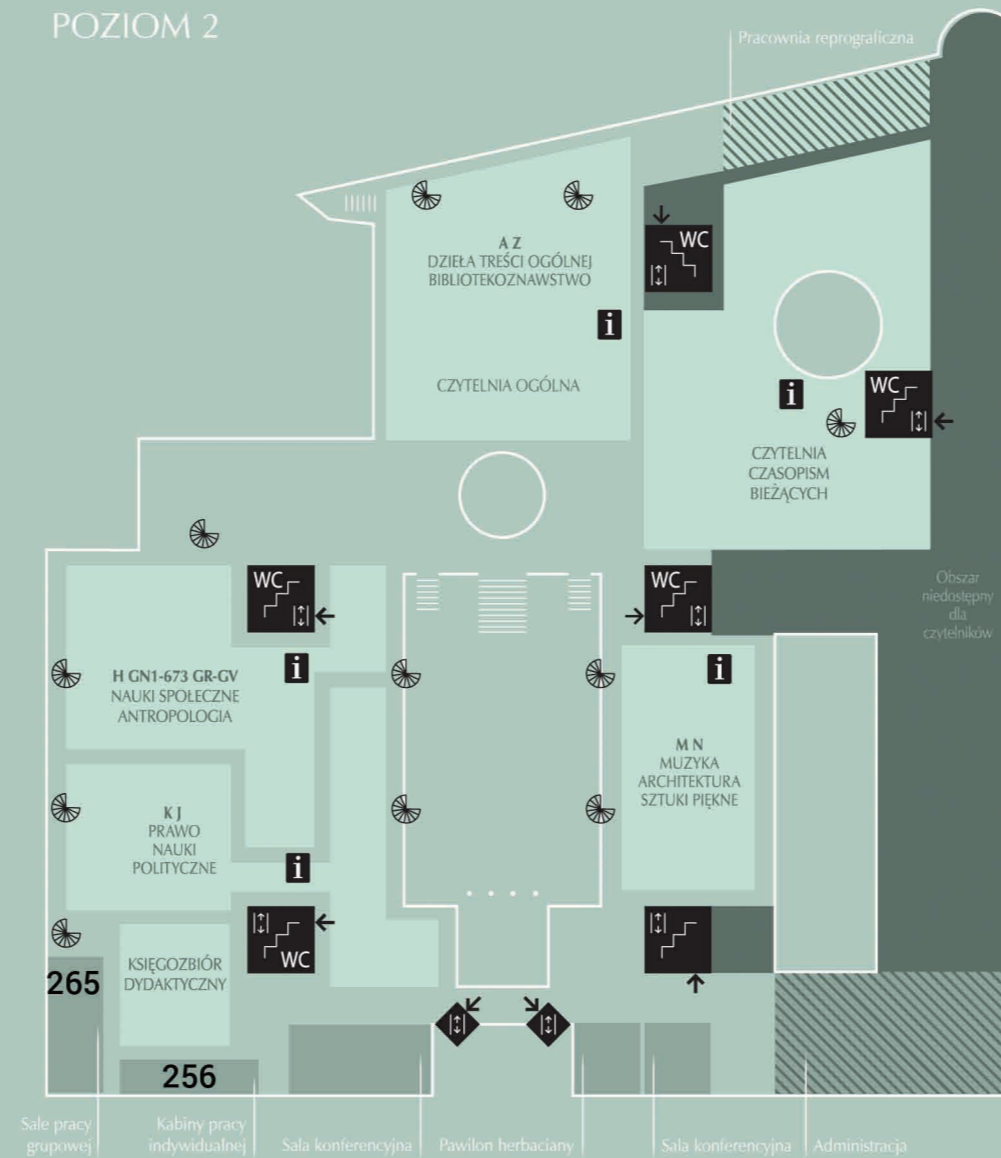 POZIOM 2
Pracownia reprograficzna
A Z
DZIEŁA TREŚCI OGÓLNEJ
BIBLIOTEKOZNAWSTWO
CZYTELNIA OGÓLNA
WC
i
WC
i
CZYTELNIA
CZASOPISM
BIEŻĄCYCH
WC
WC
Obszar
niedostępny
dla
czytelników
i
i
H GN1-673 GR-GV
NAUKI SPOŁECZNE
ANTROPOLOGIA
M N
MUZYKA
ARCHITEKTURA
SZTUKI PIĘKNE
K J
PRAWO
NAUKI
POLITYCZNE
i
WC
KSIĘGOZBIÓR
DYDAKTYCZNY
265
256
Sale pracy
grupowej
Kabiny pracy
indywidualnej
Sala konferencyjna
Pawilon herbaciany
Sala konferencyjna
Administracja